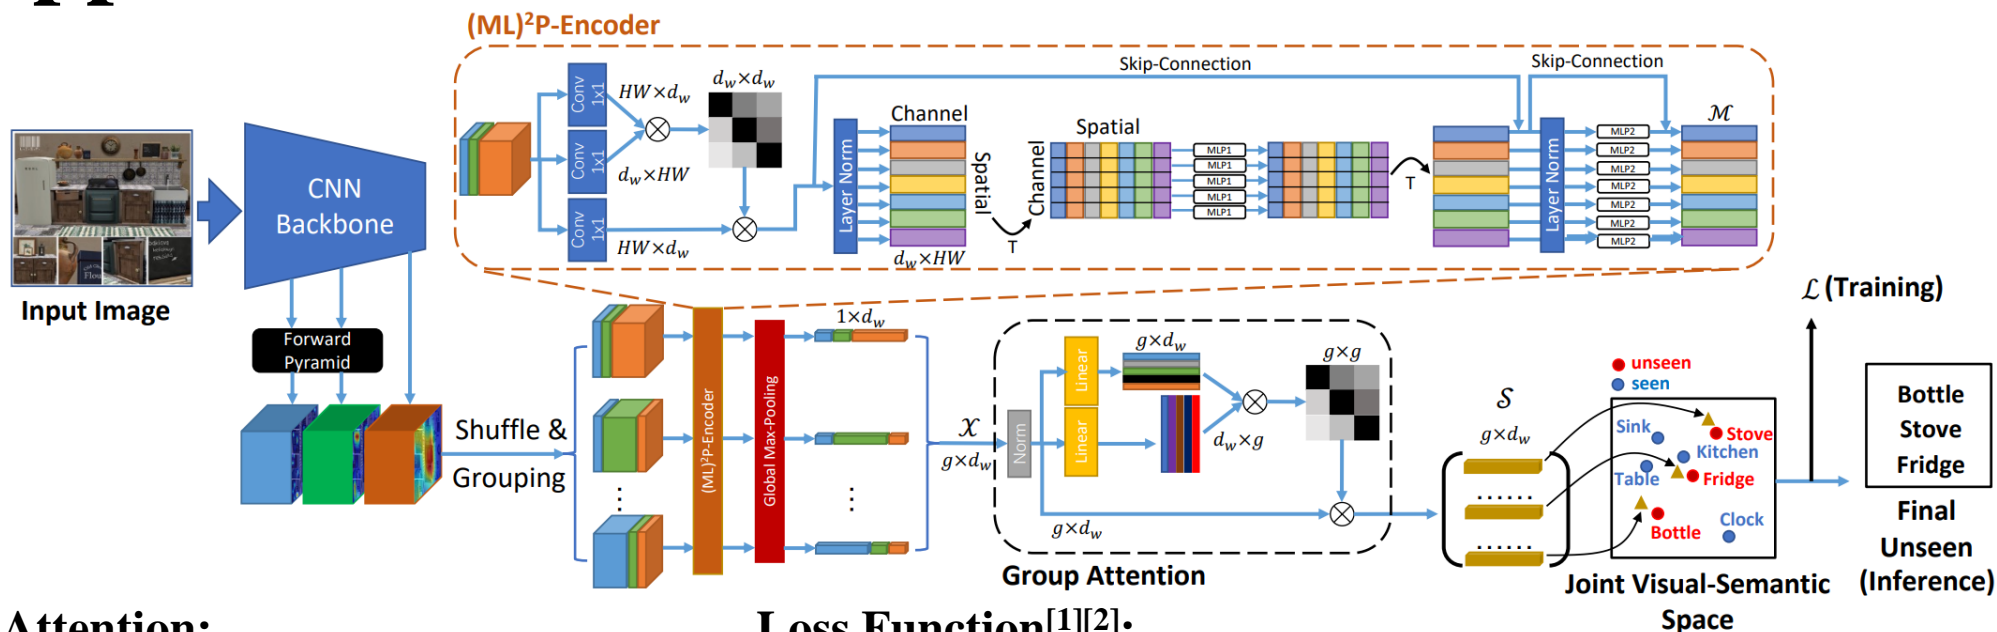 (ML)²P-Encoder
Skip-Connection
Skip-Connection
Conv
1x1
HW×d_w
d_w×d_w
Conv
1x1
d_w×HW
Conv
1x1
HW×d_w
Layer Norm
Channel
Spatial
d_w×HW
T
Spatial
Channel
MLP1
MLP1
MLP1
MLP1
MLP1
T
Layer Norm
MLP2
MLP2
MLP2
MLP2
MLP2
MLP2
MLP2
ℳ
CNN
Backbone
Input Image
Forward
Pyramid
Shuffle &
Grouping
(ML)²P-Encoder
Global Max-Pooling
1×d_w
𝒳
g×d_w
Norm
Linear
Linear
g×d_w
d_w×g
g×g
g×d_w
Group Attention
𝒮
g×d_w
......
......
unseen
seen
Sink
Stove
Kitchen
Table
Fridge
Bottle
Clock
Joint Visual-Semantic
Space
ℒ (Training)
Bottle
Stove
Fridge
Final
Unseen
(Inference)
Attention:
Loss Function[1][2]: